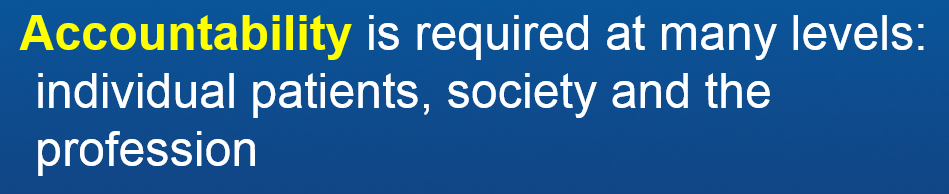 Accountability is required at many levels:
individual patients, society and the
profession